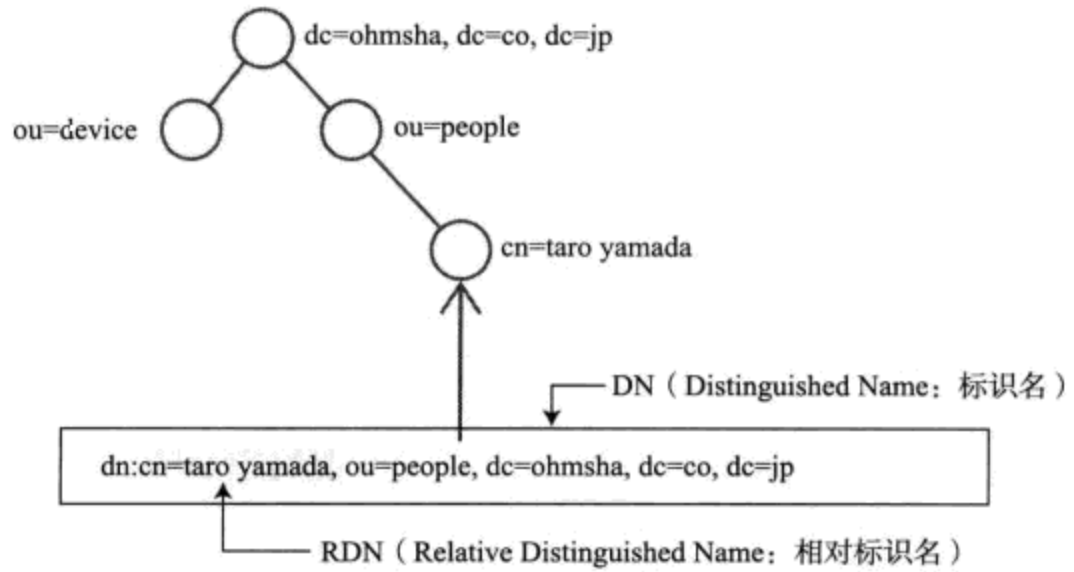 dc=ohmsha, dc=co, dc=jp
ou=device
ou=people
cn=taro yamada
DN（Distinguished Name：标识名）
dn:cn=taro yamada, ou=people, dc=ohmsha, dc=co, dc=jp
RDN（Relative Distinguished Name：相对标识名）